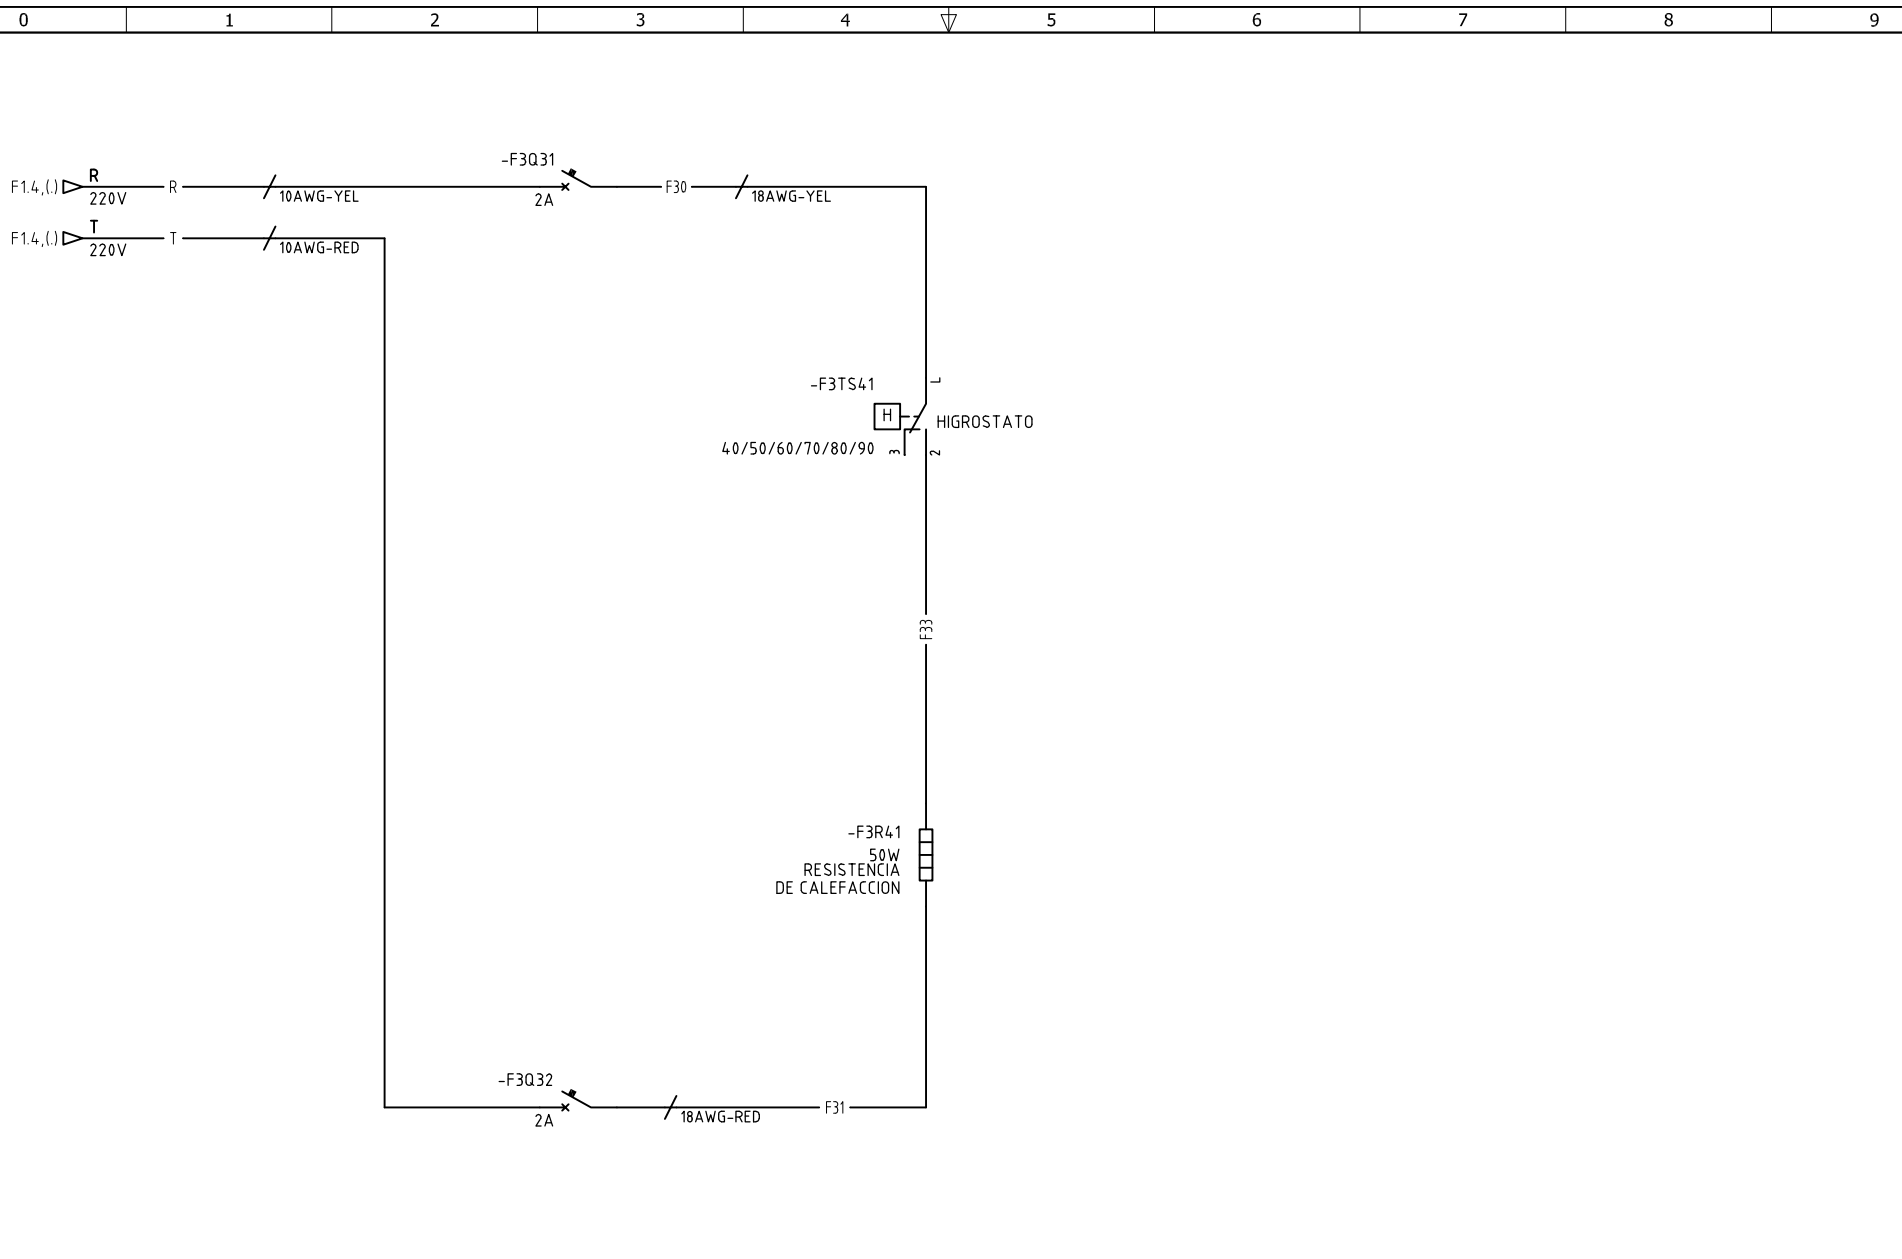 0 1 2 3 4 5 6 7 8 9
-F3Q31
F1.4,(.) R R F30
220V 10AWG-YEL 2A 18AWG-YEL
F1.4,(.) T T
220V 10AWG-RED
-F3TS41 L
H HIGROSTATO
40/50/60/70/80/90 3 2
F33
-F3R41
50W
RESISTENCIA
DE CALEFACCION
-F3Q32
F31
2A 18AWG-RED